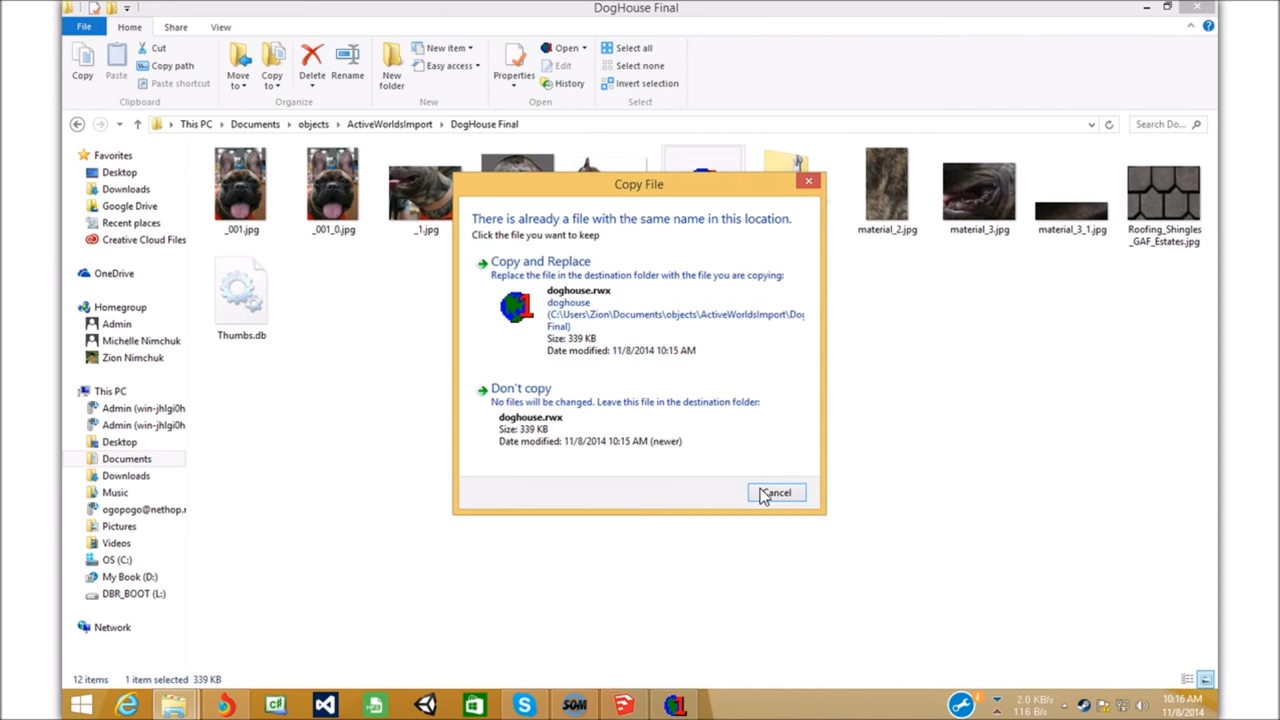 DogHouse Final
File
Home
Share
View
Copy
Paste
Cut
Copy path
Paste shortcut
Clipboard
Move to
Copy to
Delete
Rename
Organize
New folder
New item
Easy access
New
Properties
Open
Edit
History
Open
Select all
Select none
Invert selection
Select
This PC
Documents
objects
ActiveWorldsImport
DogHouse Final
Search Do...
Favorites
Desktop
Downloads
Google Drive
Recent places
Creative Cloud Files
OneDrive
Homegroup
Admin
Michelle Nimchuk
Zion Nimchuk
This PC
Admin (win-jhlgi0h
Admin (win-jhlgi0h
Desktop
Documents
Downloads
Music
ogopogo@nethop.r
Pictures
Videos
OS (C:)
My Book (D:)
DBR_BOOT (L:)
Network
_001.jpg
_001_0.jpg
_1.jpg
material_2.jpg
material_3.jpg
material_3_1.jpg
Roofing_Shingles
_GAF_Estates.jpg
Thumbs.db
Copy File
There is already a file with the same name in this location.
Click the file you want to keep
Copy and Replace
Replace the file in the destination folder with the file you are copying:
doghouse.rwx
doghouse
(C:\Users\Zion\Documents\objects\ActiveWorldsImport\Dog
Final)
Size: 339 KB
Date modified: 11/8/2014 10:15 AM
Don't copy
No files will be changed. Leave this file in the destination folder:
doghouse.rwx
Size: 339 KB
Date modified: 11/8/2014 10:15 AM (newer)
Cancel
12 items 1 item selected 339 KB
SOM
2.0 KB/s
116 B/s
10:16 AM
11/8/2014